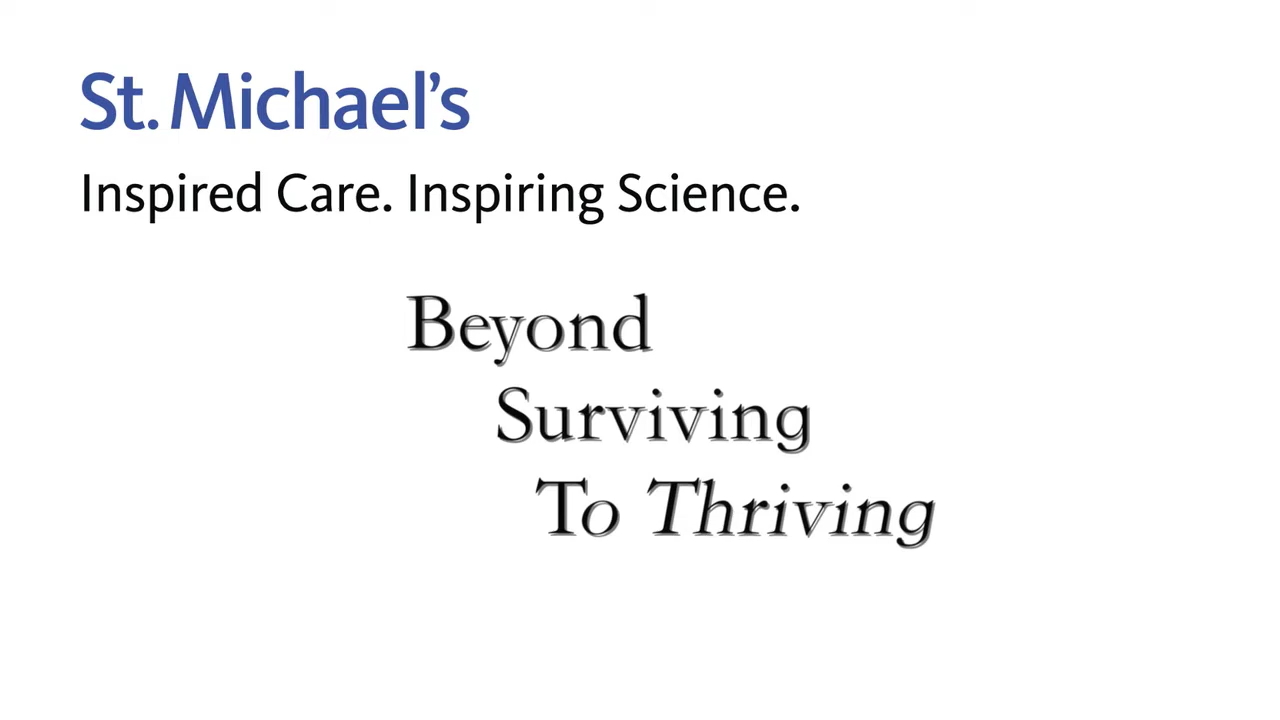 St. Michael's
Inspired Care. Inspiring Science.
Beyond
Surviving
To Thriving